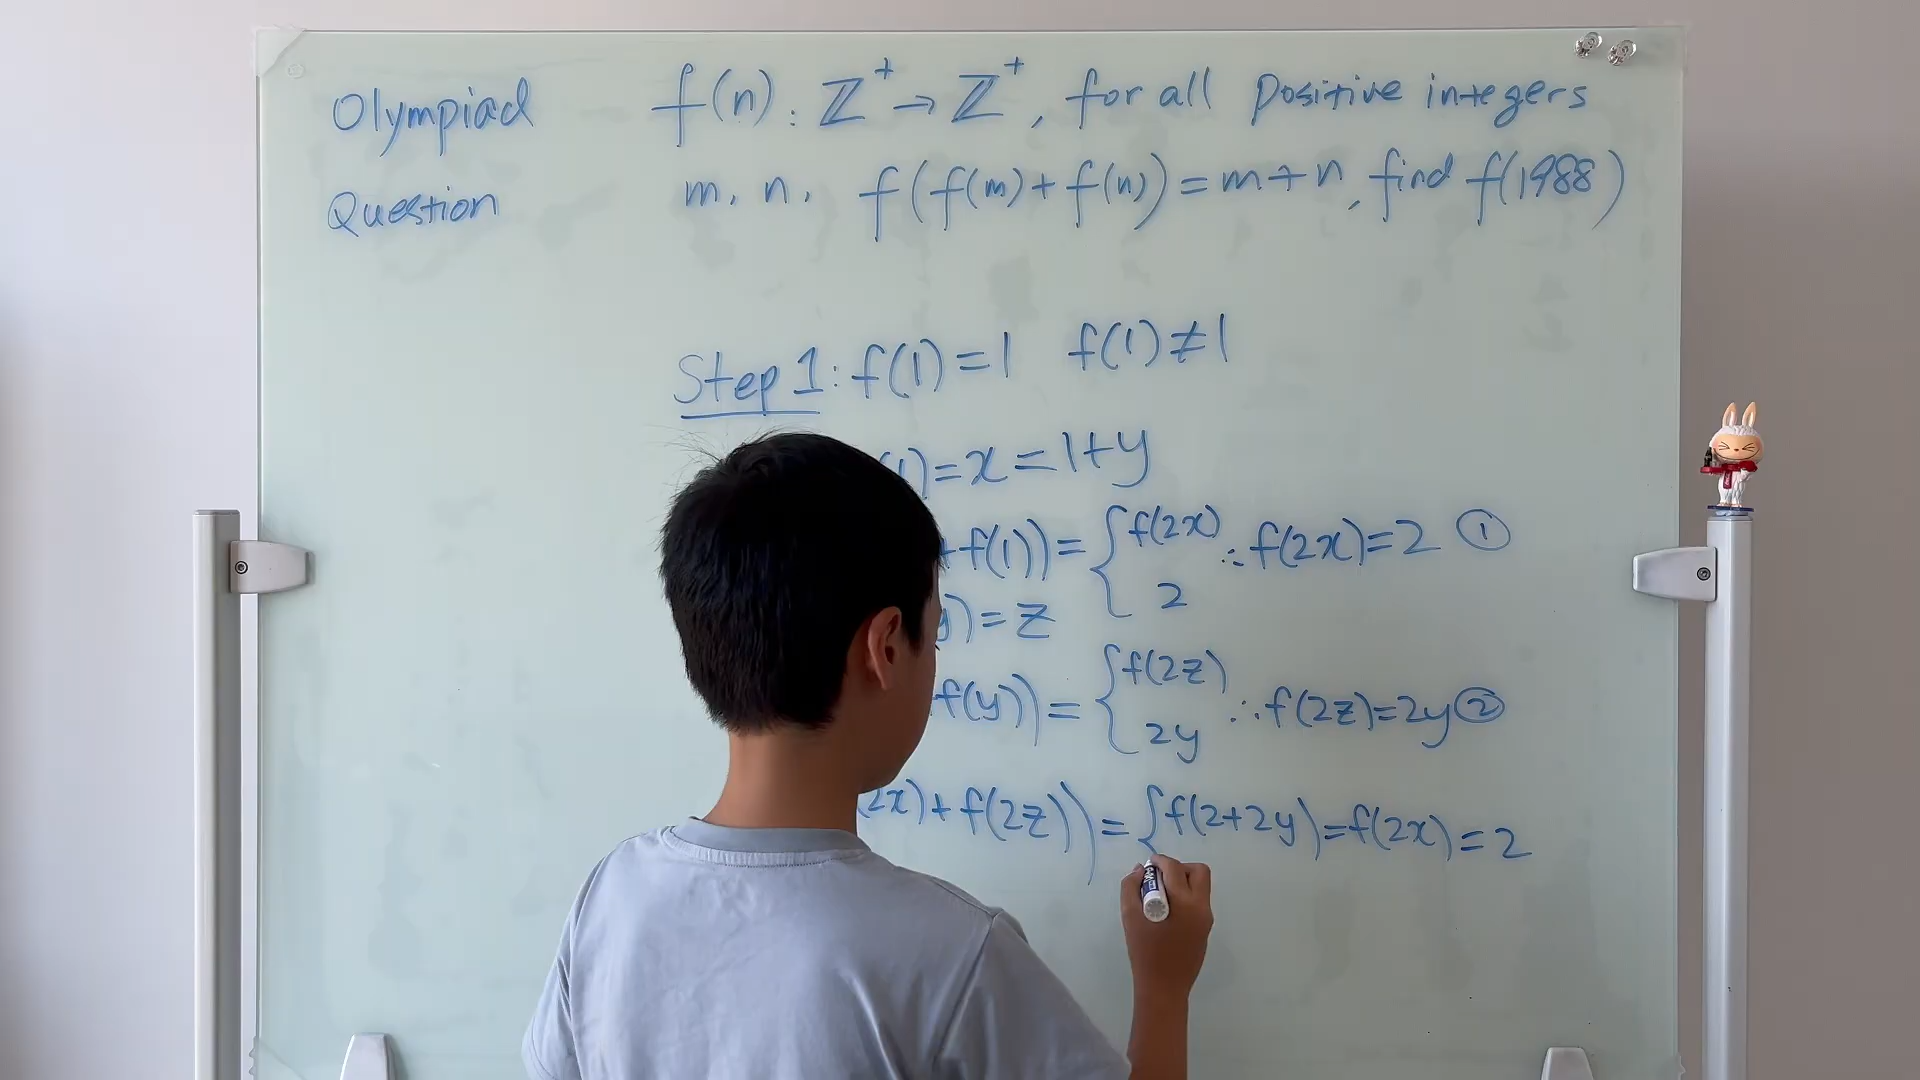 Olympiad Question
f(n): ℤ⁺→ℤ⁺, for all positive integers
m, n, f(f(m)+f(n))=m+n, find f(1988)
Step 1: f(1)=1 f(1)≠1
1)=x=1+y
+f(1))={f(2x) ∴f(2x)=2 ①
2
y)=z
f(y))={f(2z) ∴f(2z)=2y ②
2y
2x)+f(2z))={f(2+2y)=f(2x)=2